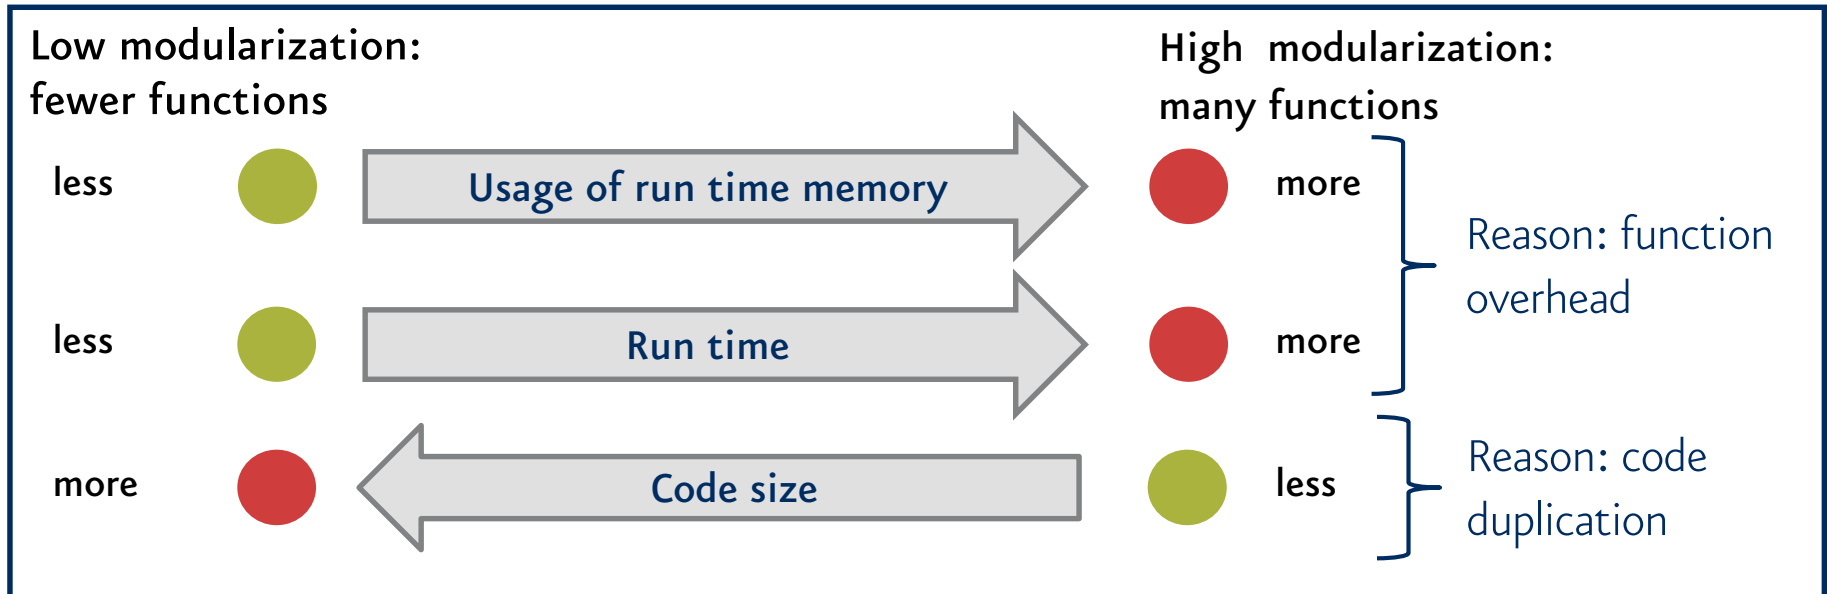 Low modularization:
fewer functions
High modularization:
many functions
less
Usage of run time memory
more
Reason: function
overhead
less
Run time
more
more
Code size
less
Reason: code
duplication